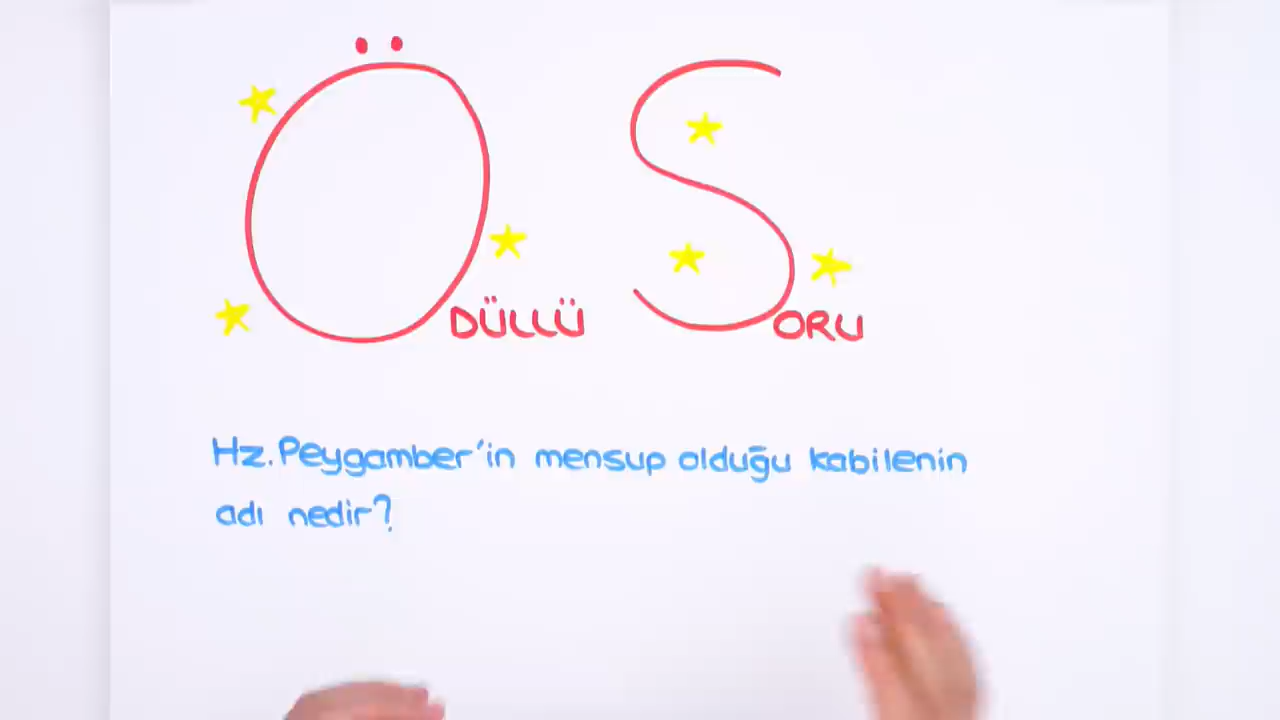 ÖDÜLLÜ SORU
Hz. Peygamber'in mensup olduğu kabilenin
adı nedir?